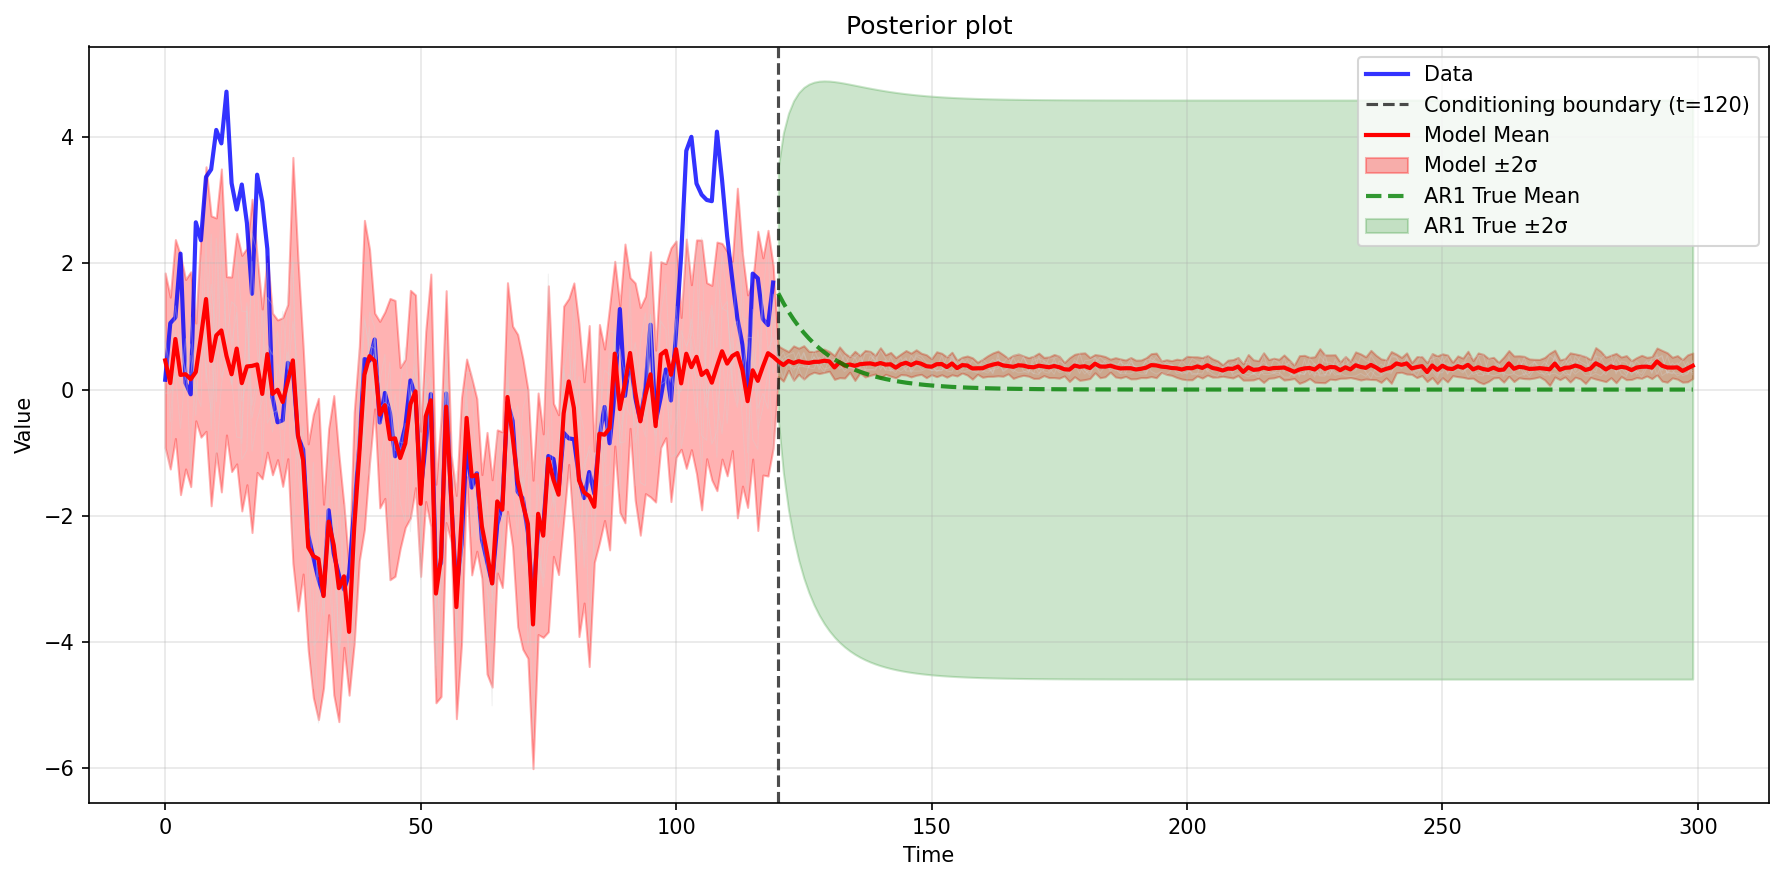 Posterior plot
Data
Conditioning boundary (t=120)
Model Mean
Model ±2σ
AR1 True Mean
AR1 True ±2σ
Value
4
2
0
−2
−4
−6
0
50
100
150
200
250
300
Time